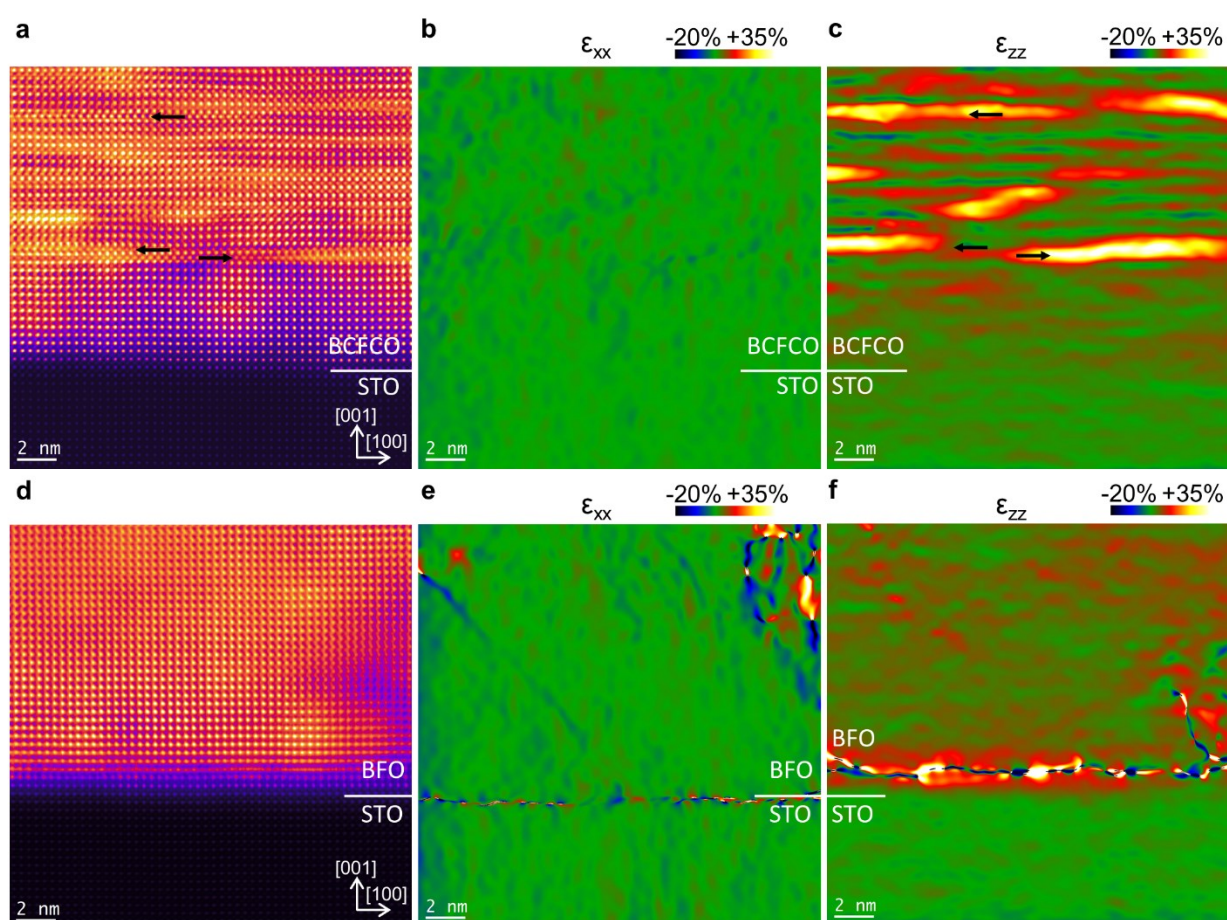 a
b
εxx
-20% +35%
c
εzz
-20% +35%
BCFCO
STO
[001]
[100]
2 nm
BCFCO
STO
2 nm
BCFCO
STO
2 nm
d
e
εxx
-20% +35%
f
εzz
-20% +35%
BFO
STO
[001]
[100]
2 nm
BFO
STO
2 nm
BFO
STO
2 nm